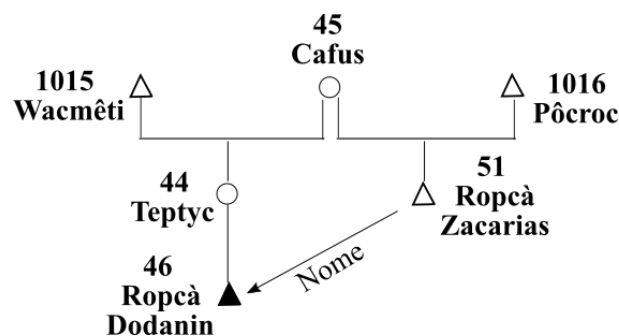 45
Cafus
1015
Wacmêti
1016
Pôcroc
44
Teptyc
51
Ropcà
Zacarias
Nome
46
Ropcà
Dodanin